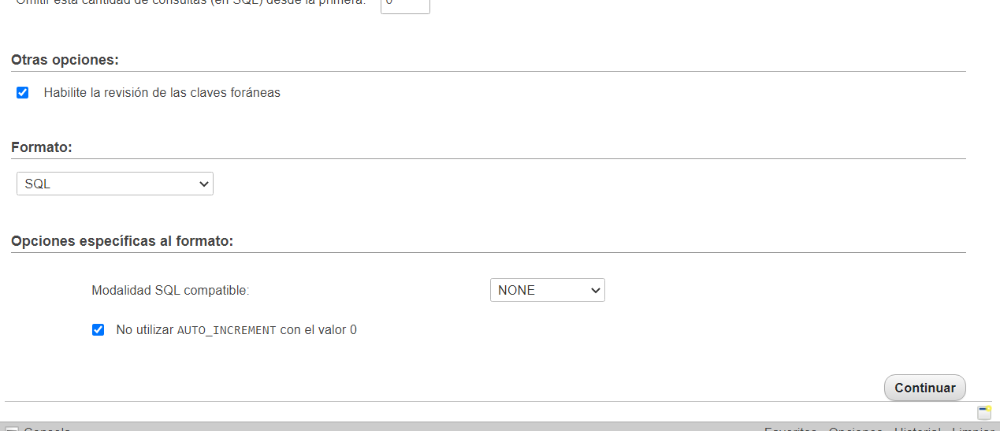 Omitir esta cantidad de consultas (en SQL) desde la primera: 0
Otras opciones:
Habilite la revisión de las claves foráneas
Formato:
SQL
Opciones específicas al formato:
Modalidad SQL compatible: NONE
No utilizar AUTO_INCREMENT con el valor 0
Continuar
Consola Favoritos Opciones Historial Limpiar